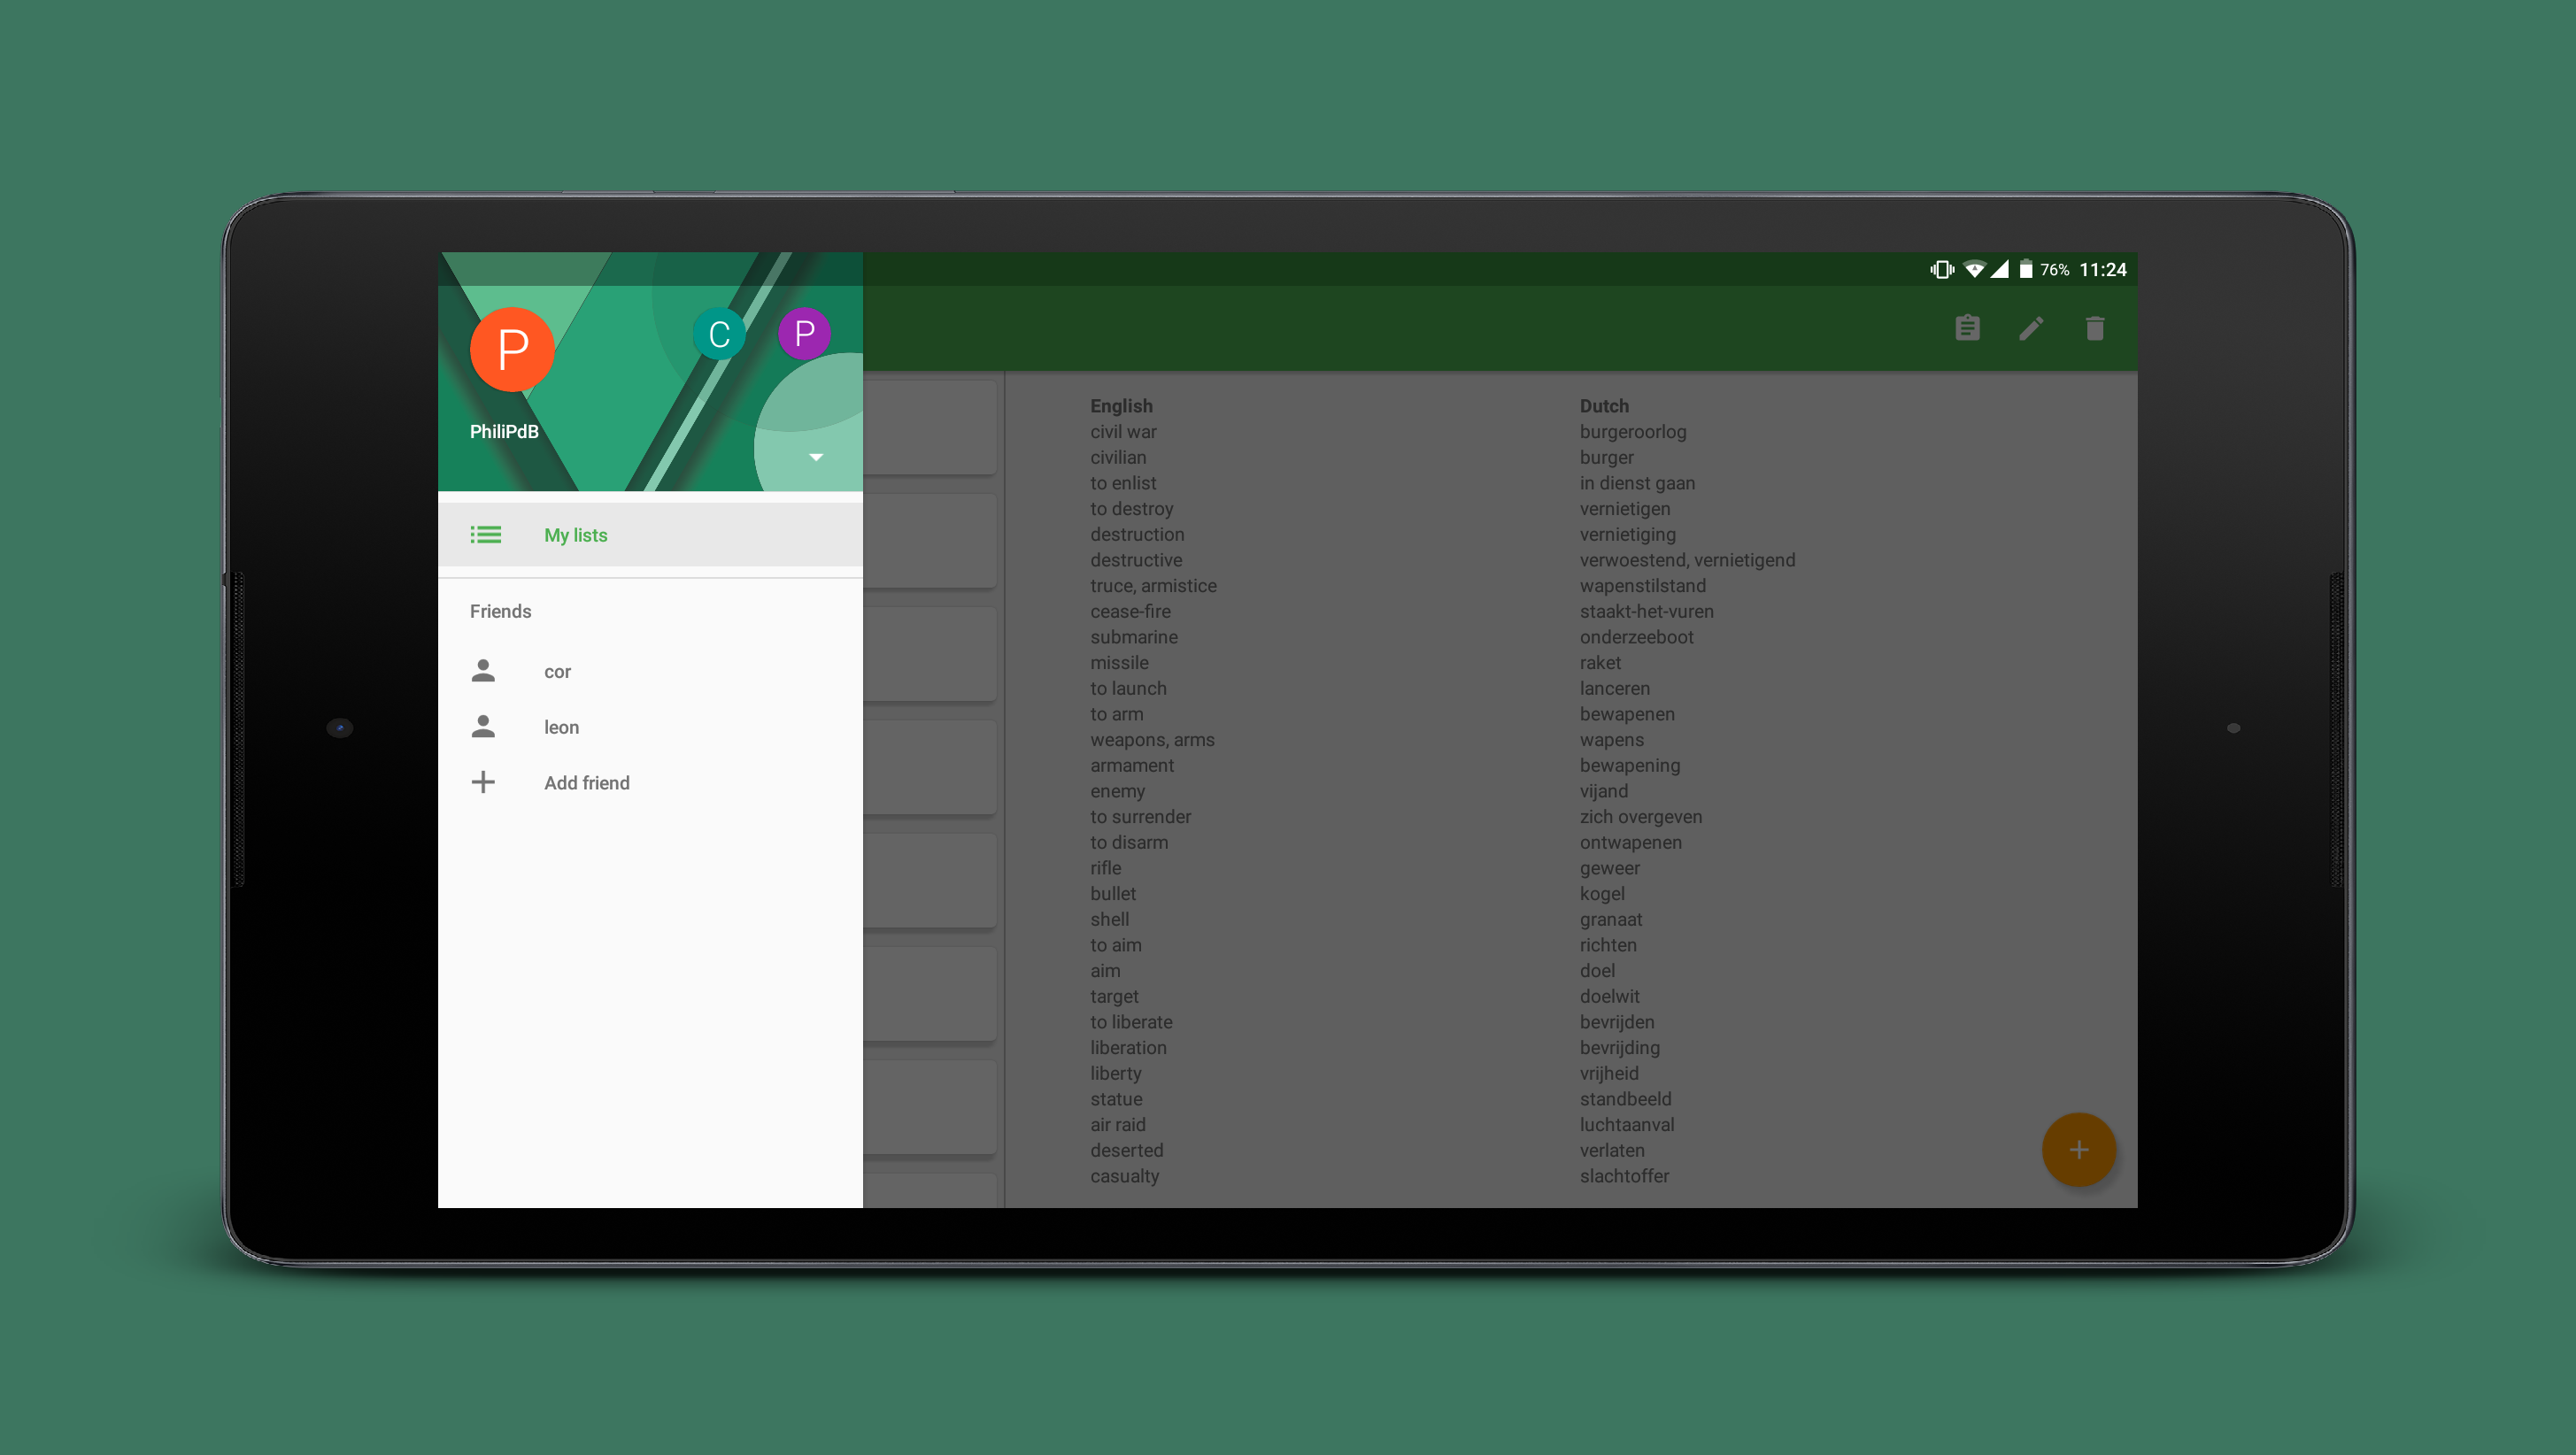 76% 11:24
P C P
PhiliPdB
My lists
Friends
cor
leon
Add friend
English Dutch
civil war burgeroorlog
civilian burger
to enlist in dienst gaan
to destroy vernietigen
destruction vernietiging
destructive verwoestend, vernietigend
truce, armistice wapenstilstand
cease-fire staakt-het-vuren
submarine onderzeeboot
missile raket
to launch lanceren
to arm bewapenen
weapons, arms wapens
armament bewapening
enemy vijand
to surrender zich overgeven
to disarm ontwapenen
rifle geweer
bullet kogel
shell granaat
to aim richten
aim doel
target doelwit
to liberate bevrijden
liberation bevrijding
liberty vrijheid
statue standbeeld
air raid luchtaanval
deserted verlaten
casualty slachtoffer